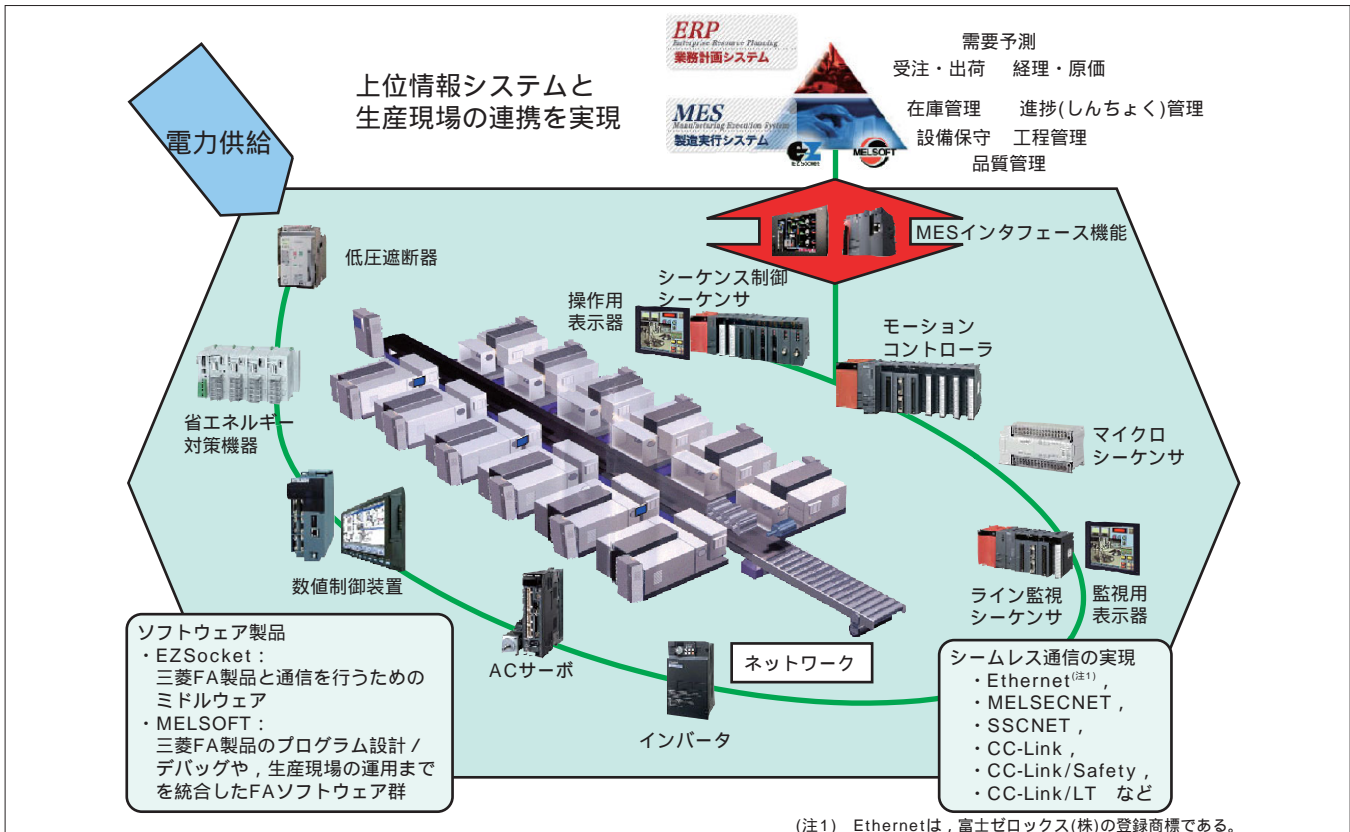 ERP
Enterprise Resource Planning
業務計画システム
需要予測
受注・出荷　経理・原価
上位情報システムと
生産現場の連携を実現
MES
Manufacturing Execution System
製造実行システム
在庫管理　進捗(しんちょく)管理
設備保守　工程管理
品質管理
EZ
EZSocket
MELSOFT
電力供給
MESインタフェース機能
低圧遮断器
シーケンス制御
シーケンサ
操作用
表示器
モーション
コントローラ
省エネルギー
対策機器
マイクロ
シーケンサ
数値制御装置
ライン監視
シーケンサ
監視用
表示器
ACサーボ
ネットワーク
インバータ
ソフトウェア製品
・EZSocket：
三菱FA製品と通信を行うための
ミドルウェア
・MELSOFT：
三菱FA製品のプログラム設計／
デバッグや，生産現場の運用まで
を統合したFAソフトウェア群
シームレス通信の実現
・Ethernet(注1)，
・MELSECNET，
・SSCNET，
・CC-Link，
・CC-Link/Safety，
・CC-Link/LT　など
(注1)　Ethernetは，富士ゼロックス(株)の登録商標である。